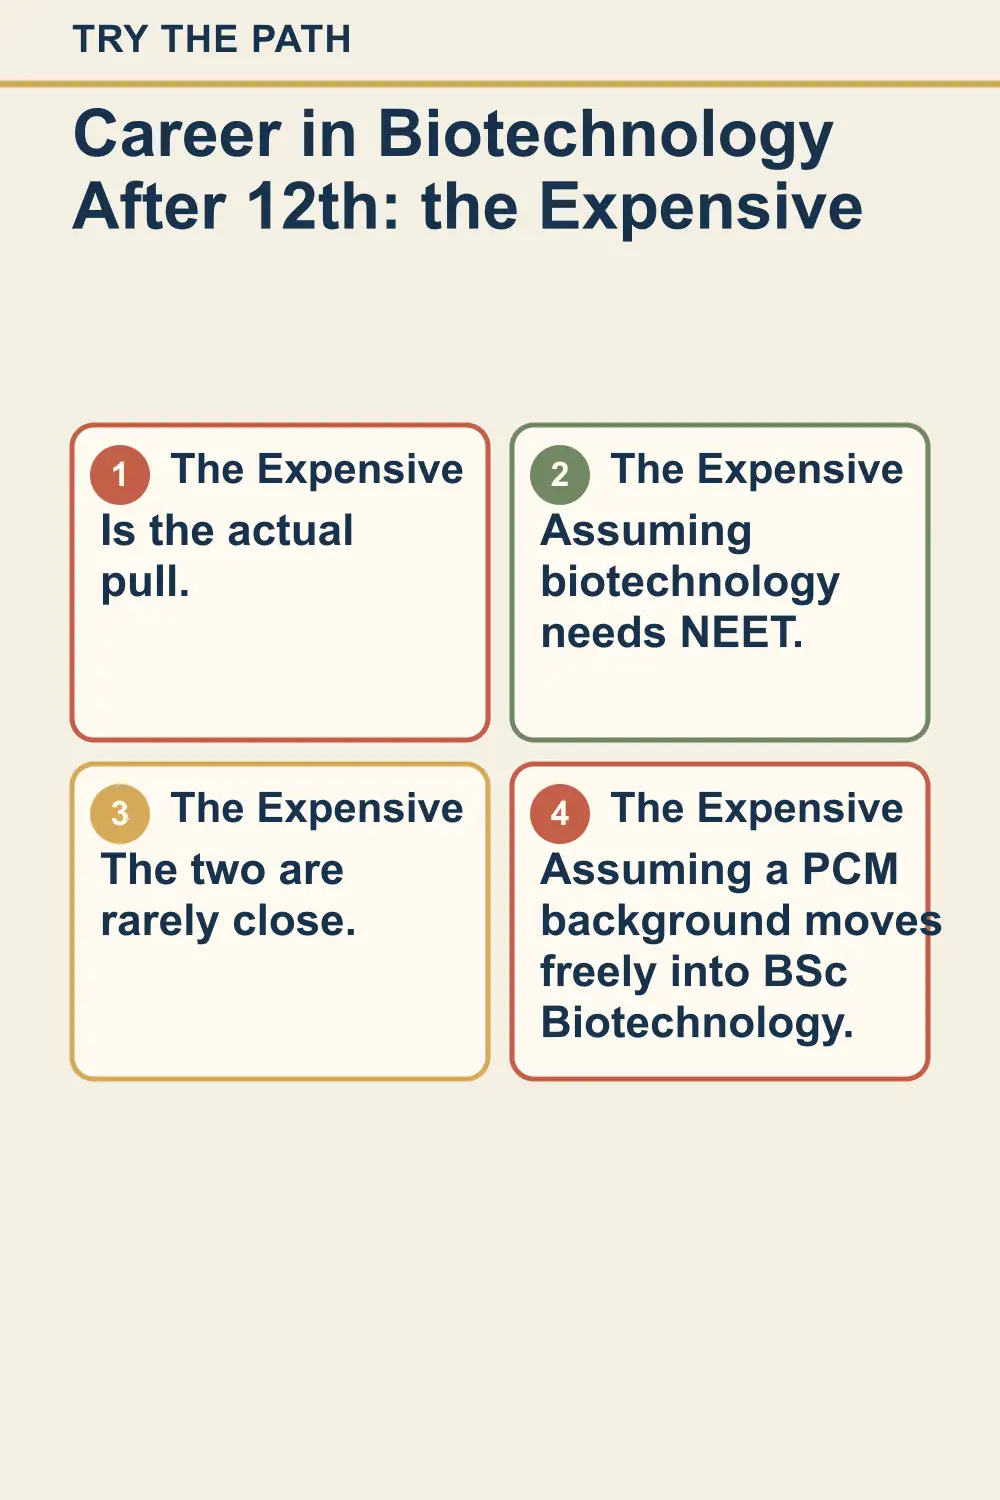 TRY THE PATH
Career in Biotechnology
After 12th: the Expensive
1 The Expensive
Is the actual
pull.
2 The Expensive
Assuming
biotechnology
needs NEET.
3 The Expensive
The two are
rarely close.
4 The Expensive
Assuming a PCM
background moves
freely into BSc
Biotechnology.